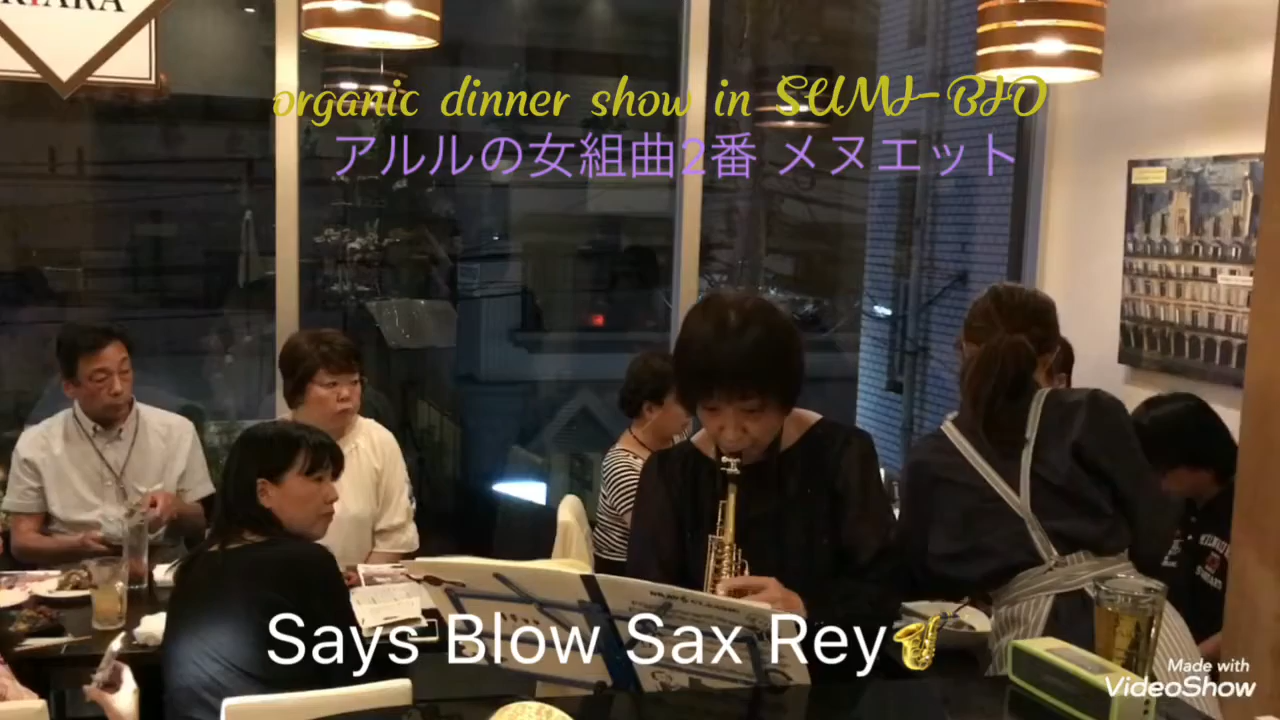 organic dinner show in SUMI-BIO
アルルの女組曲2番 メヌエット
Says Blow Sax Rey🎷
Made with
VideoShow